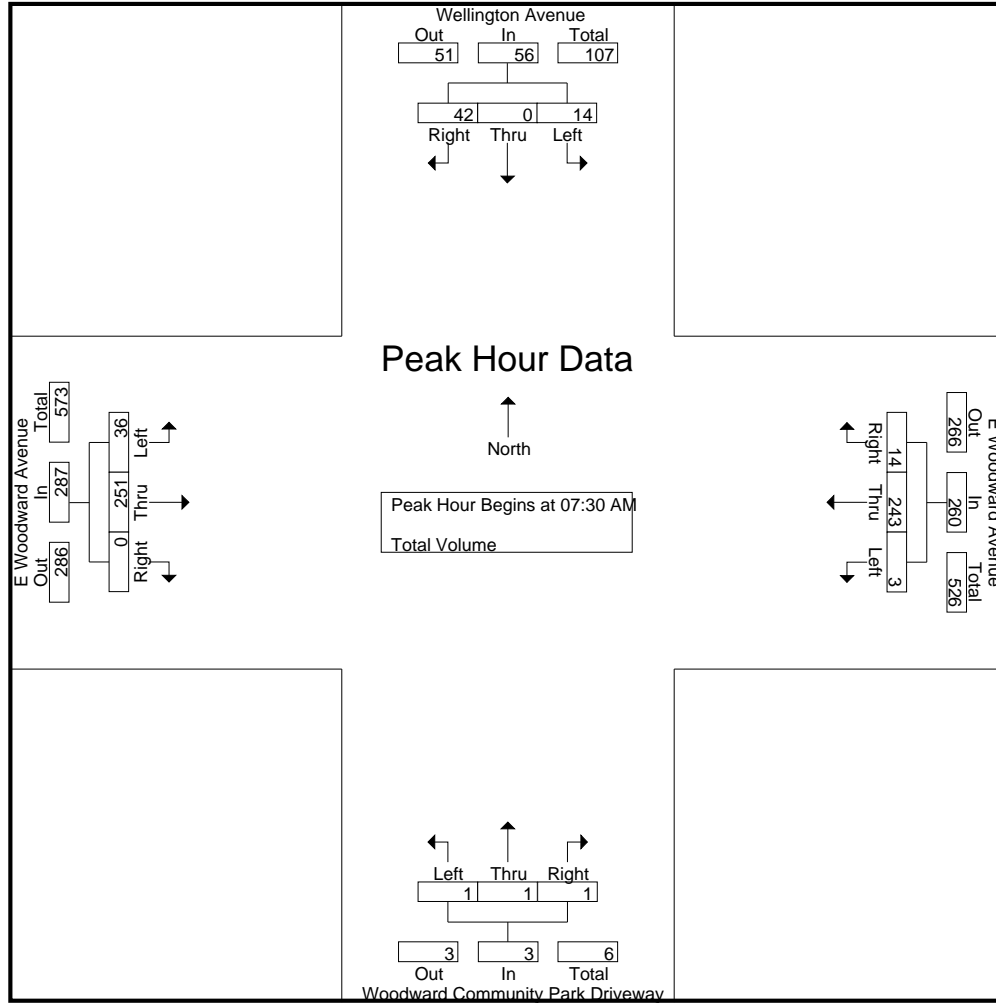 Wellington Avenue
Out In Total
51 56 107
42 0 14
Right Thru Left
Peak Hour Data
North
Peak Hour Begins at 07:30 AM
Total Volume
E Woodward Avenue
Out In Total
286 287 573
Left Thru Right
36 251 0
E Woodward Avenue
Out In Total
266 260 526
14 243 3
Right Thru Left
Left Thru Right
1 1 1
3 3 6
Out In Total
Woodward Community Park Driveway